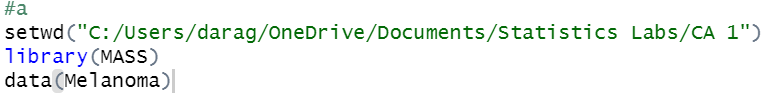 #a
setwd("C:/Users/darag/OneDrive/Documents/Statistics Labs/CA 1")
library(MASS)
data(Melanoma)